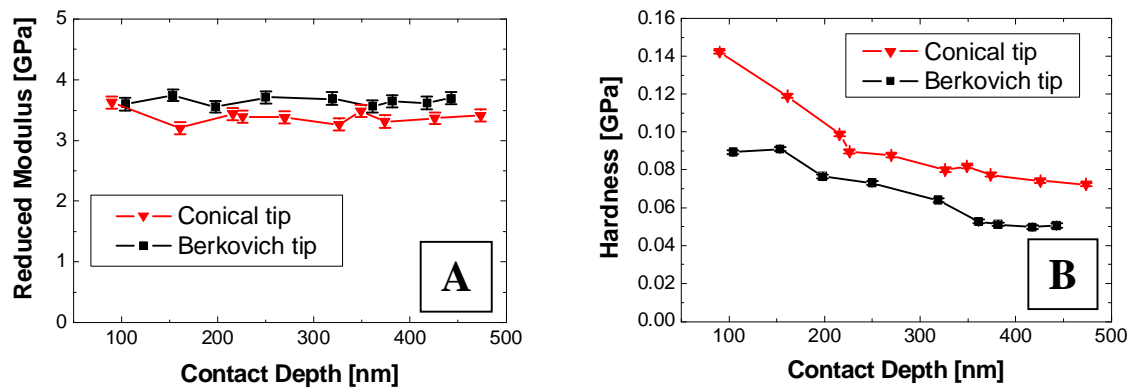 5
4
3
2
1
0
Reduced Modulus [GPa]
Conical tip
Berkovich tip
A
100 200 300 400 500
Contact Depth [nm]
0.16
0.14
0.12
0.10
0.08
0.06
0.04
0.02
0.00
Hardness [GPa]
Conical tip
Berkovich tip
B
100 200 300 400 500
Contact Depth [nm]